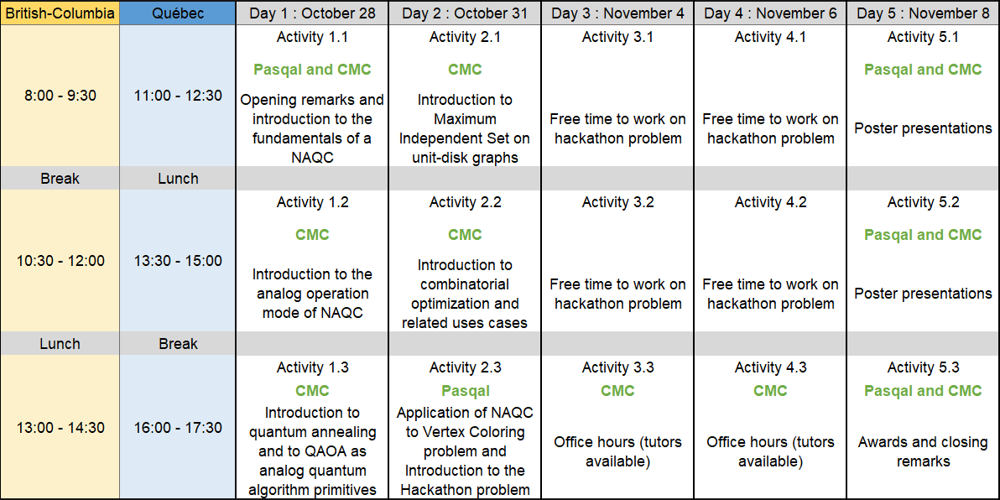 British-Columbia
Québec
Day 1 : October 28
Day 2 : October 31
Day 3 : November 4
Day 4 : November 6
Day 5 : November 8
8:00 - 9:30
11:00 - 12:30
Activity 1.1
Pasqal and CMC
Opening remarks and
introduction to the
fundamentals of a
NAQC
Activity 2.1
CMC
Introduction to
Maximum
Independent Set on
unit-disk graphs
Activity 3.1
Free time to work on
hackathon problem
Activity 4.1
Free time to work on
hackathon problem
Activity 5.1
Pasqal and CMC
Poster presentations
Break
Lunch
10:30 - 12:00
13:30 - 15:00
Activity 1.2
CMC
Introduction to the
analog operation
mode of NAQC
Activity 2.2
CMC
Introduction to
combinatorial
optimization and
related uses cases
Activity 3.2
Free time to work on
hackathon problem
Activity 4.2
Free time to work on
hackathon problem
Activity 5.2
Pasqal and CMC
Poster presentations
Lunch
Break
13:00 - 14:30
16:00 - 17:30
Activity 1.3
CMC
Introduction to
quantum annealing
and to QAOA as
analog quantum
algorithm primitives
Activity 2.3
Pasqal
Application of NAQC
to Vertex Coloring
problem and
Introduction to the
Hackathon problem
Activity 3.3
CMC
Office hours (tutors
available)
Activity 4.3
CMC
Office hours (tutors
available)
Activity 5.3
Pasqal and CMC
Awards and closing
remarks